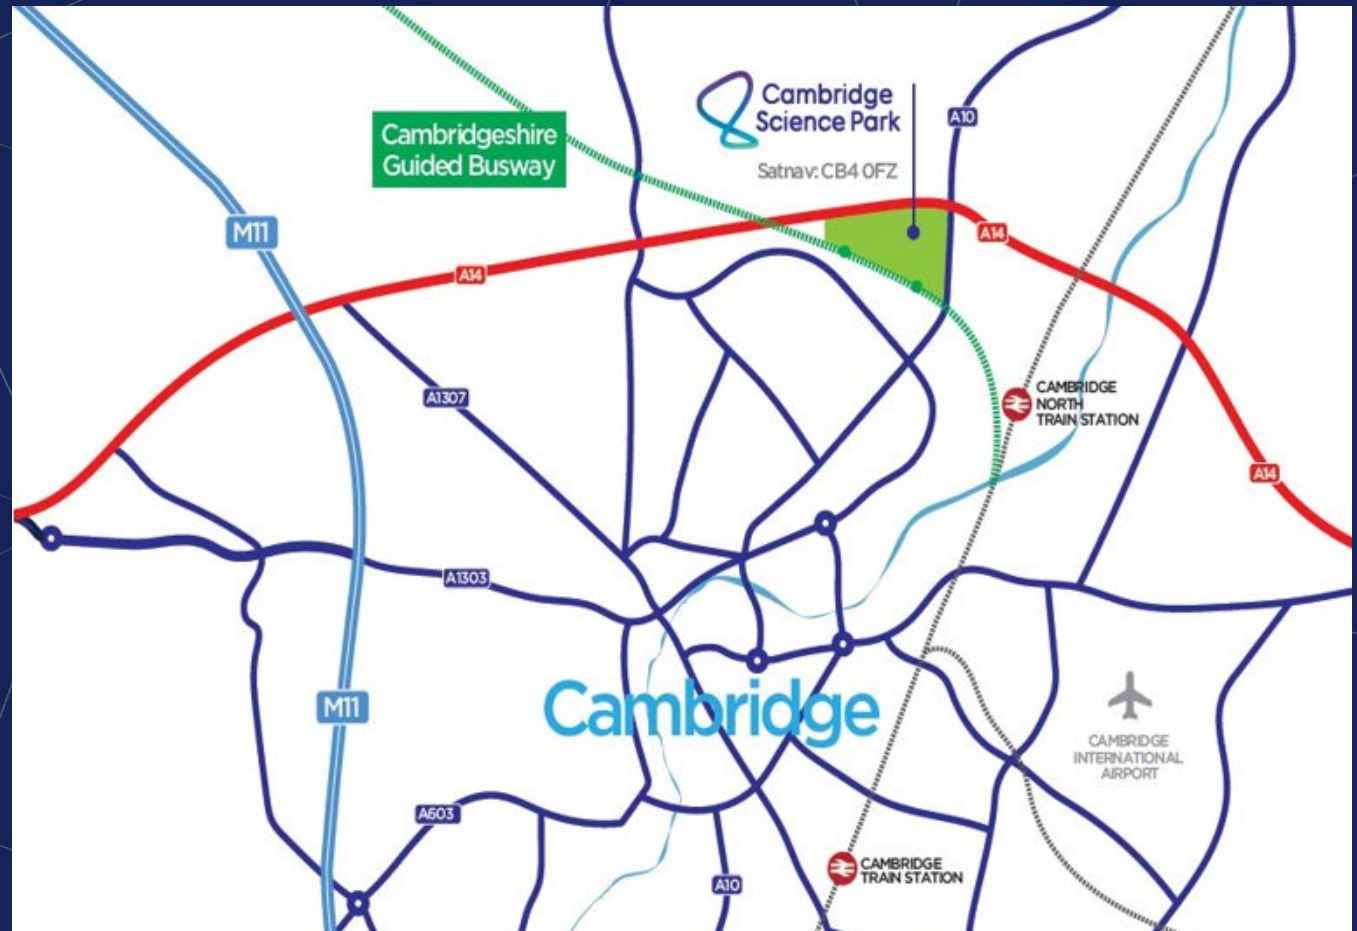 Cambridge
Science Park
Satnav: CB4 0FZ
A10
Cambridgeshire
Guided Busway
M11
A14
A14
A1307
CAMBRIDGE
NORTH
TRAIN STATION
A14
A1303
M11
Cambridge
CAMBRIDGE
INTERNATIONAL
AIRPORT
A603
CAMBRIDGE
TRAIN STATION
A10